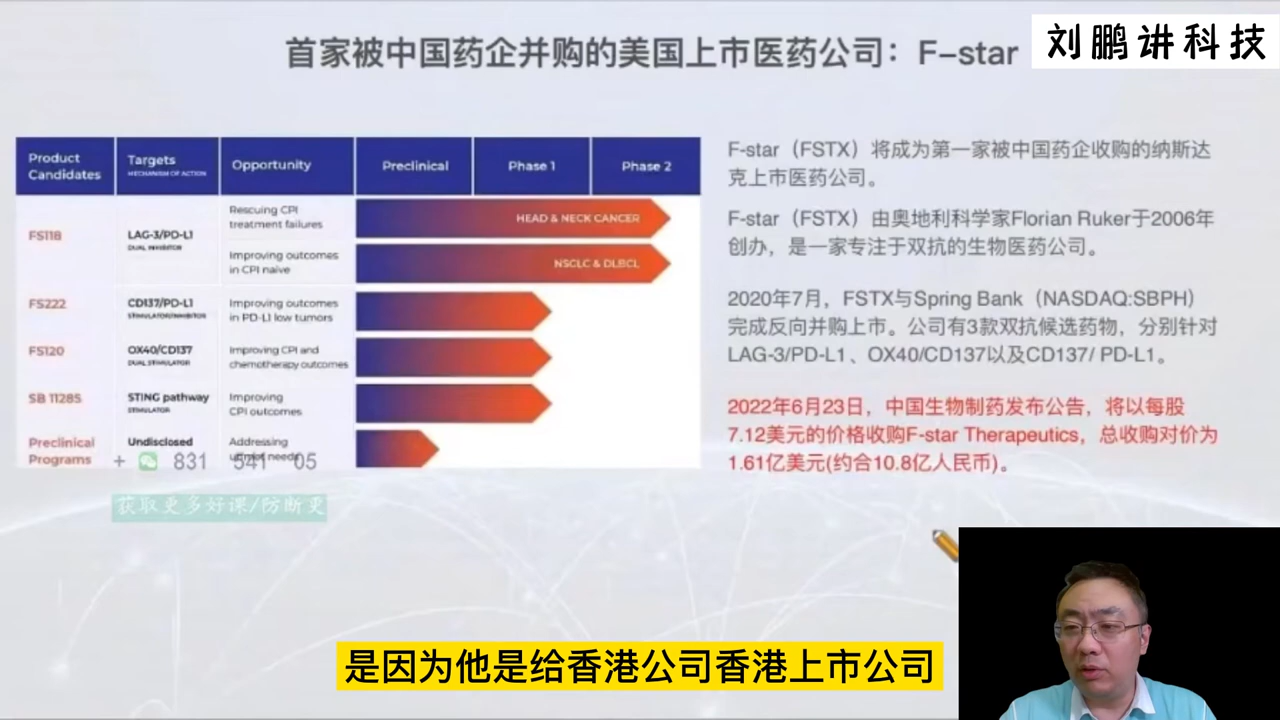 首家被中国药企并购的美国上市医药公司：F-star
刘鹏讲科技
Product Candidates
Targets
MECHANISM OF ACTION
Opportunity
Preclinical
Phase 1
Phase 2
FS118
LAG-3/PD-L1
DUAL INHIBITOR
Rescuing CPI
treatment failures
HEAD & NECK CANCER
Improving outcomes
in CPI naive
NSCLC & DLBCL
FS222
CD137/PD-L1
STIMULATOR/INHIBITOR
Improving outcomes
in PD-L1 low tumors
FS120
OX40/CD137
DUAL STIMULATOR
Improving CPI and
chemotherapy outcomes
SB 11285
STING pathway
STIMULATOR
Improving
CPI outcomes
Preclinical
Programs
Undisclosed
Addressing
unmet needs
+ 831 541 05
获取更多好课/防断更
F-star（FSTX）将成为第一家被中国药企收购的纳斯达
克上市医药公司。
F-star（FSTX）由奥地利科学家Florian Ruker于2006年
创办，是一家专注于双抗的生物医药公司。
2020年7月，FSTX与Spring Bank（NASDAQ:SBPH）
完成反向并购上市。公司有3款双抗候选药物，分别针对
LAG-3/PD-L1、OX40/CD137以及CD137/ PD-L1。
2022年6月23日，中国生物制药发布公告，将以每股
7.12美元的价格收购F-star Therapeutics，总收购对价为
1.61亿美元(约合10.8亿人民币)。
是因为他是给香港公司香港上市公司